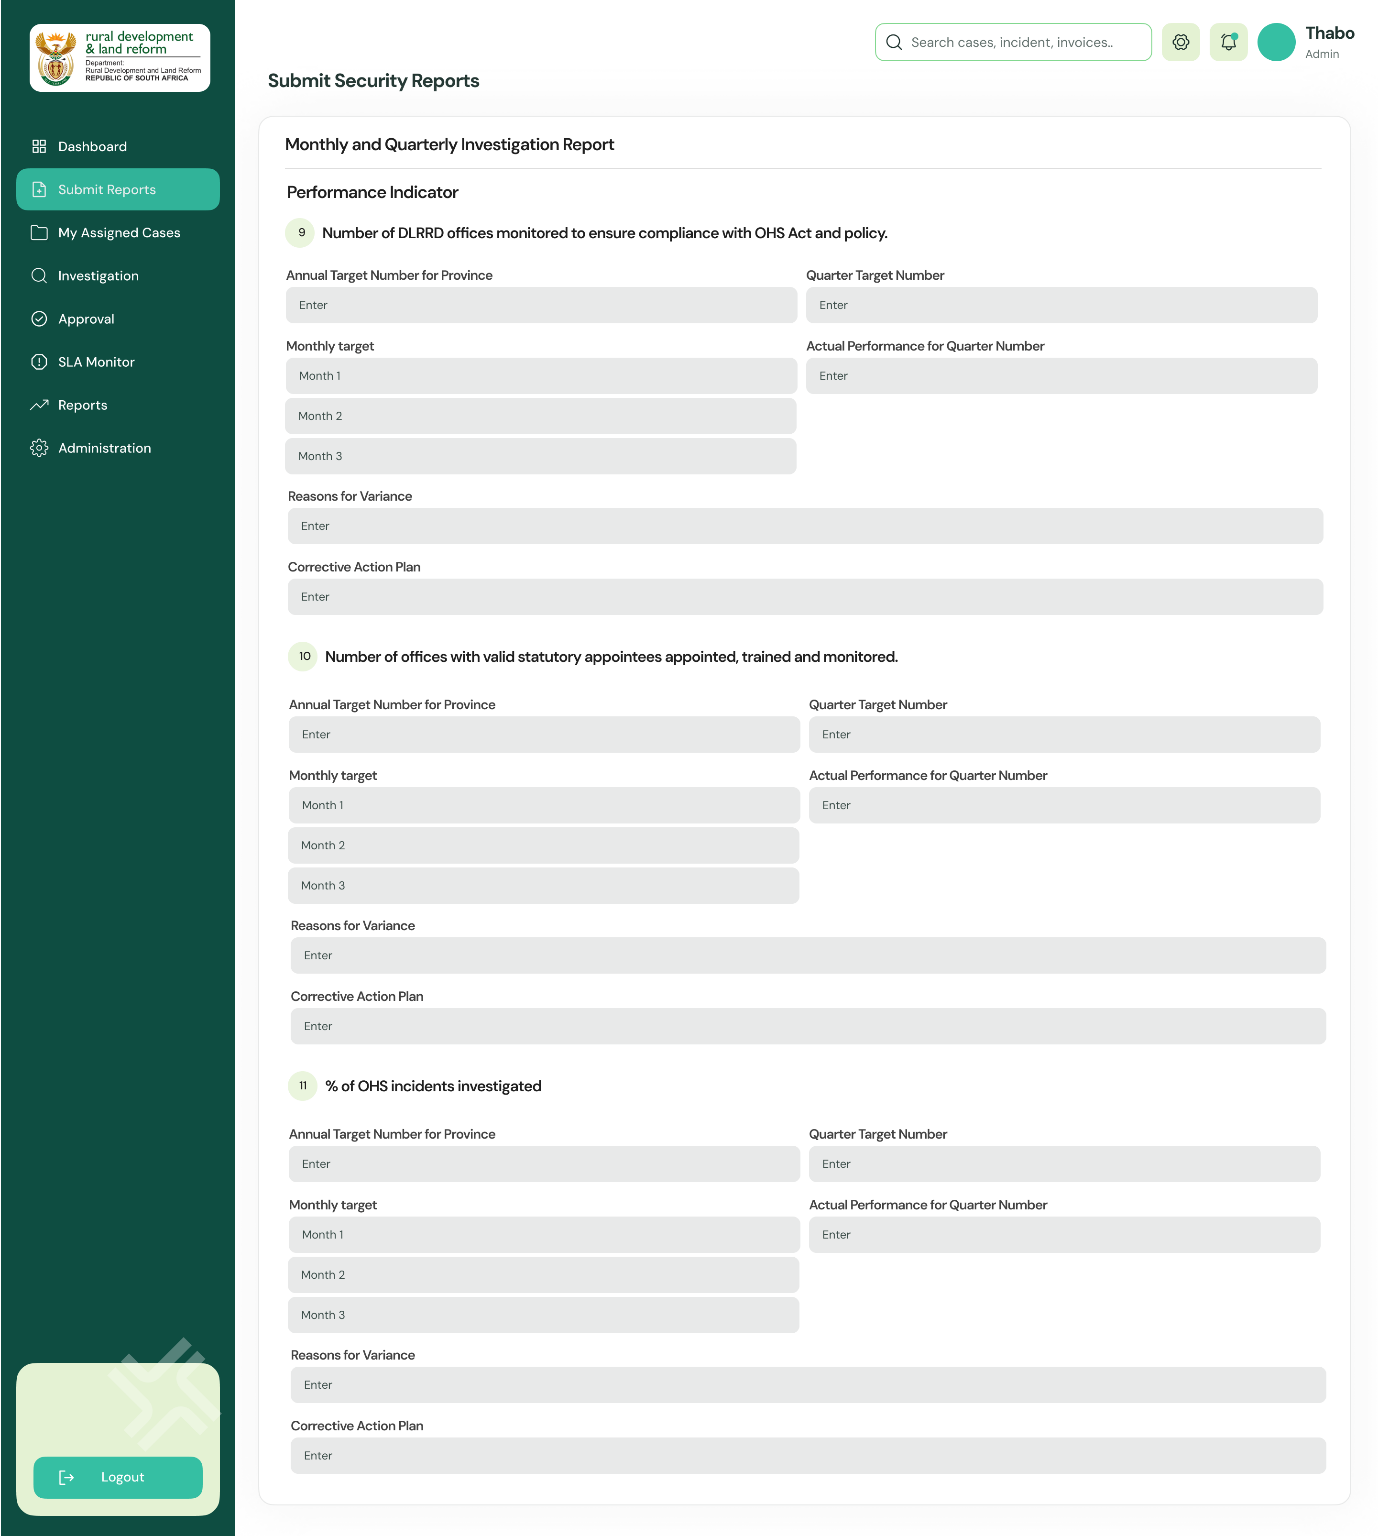 rural development
& land reform
Department:
Rural Development and Land Reform
REPUBLIC OF SOUTH AFRICA
Dashboard
Submit Reports
My Assigned Cases
Investigation
Approval
SLA Monitor
Reports
Administration
Logout
Search cases, incident, invoices..
Thabo
Admin
Submit Security Reports
Monthly and Quarterly Investigation Report
Performance Indicator
9 Number of DLRRD offices monitored to ensure compliance with OHS Act and policy.
Annual Target Number for Province Quarter Target Number
Enter Enter
Monthly target Actual Performance for Quarter Number
Month 1 Enter
Month 2
Month 3
Reasons for Variance
Enter
Corrective Action Plan
Enter
10 Number of offices with valid statutory appointees appointed, trained and monitored.
Annual Target Number for Province Quarter Target Number
Enter Enter
Monthly target Actual Performance for Quarter Number
Month 1 Enter
Month 2
Month 3
Reasons for Variance
Enter
Corrective Action Plan
Enter
11 % of OHS incidents investigated
Annual Target Number for Province Quarter Target Number
Enter Enter
Monthly target Actual Performance for Quarter Number
Month 1 Enter
Month 2
Month 3
Reasons for Variance
Enter
Corrective Action Plan
Enter